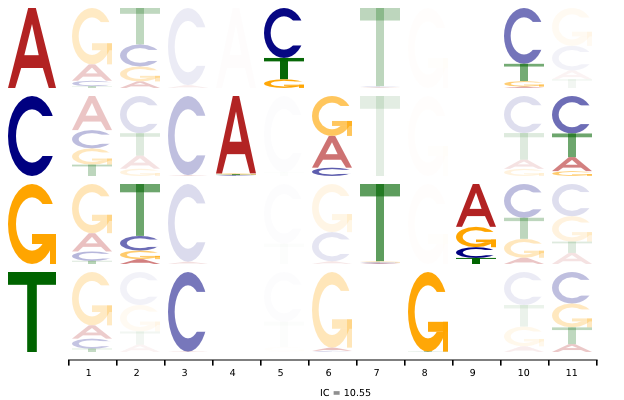 A G T C C T C G
A C G T T C
C G A
C A C C A G T C C
C T A T T
G A A
G G T C G T A C C
A C C G T G
C G C G T
T G C C G G C C
A G T G
C T T
1 2 3 4 5 6 7 8 9 10 11
IC = 10.55